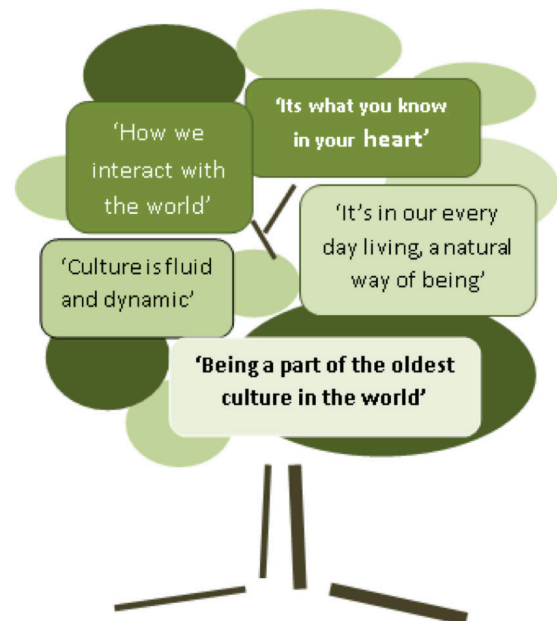 ‘Its what you know
in your heart’
‘How we
interact with
the world’
‘It’s in our every
day living, a natural
way of being’
‘Culture is fluid
and dynamic’
‘Being a part of the oldest
culture in the world’